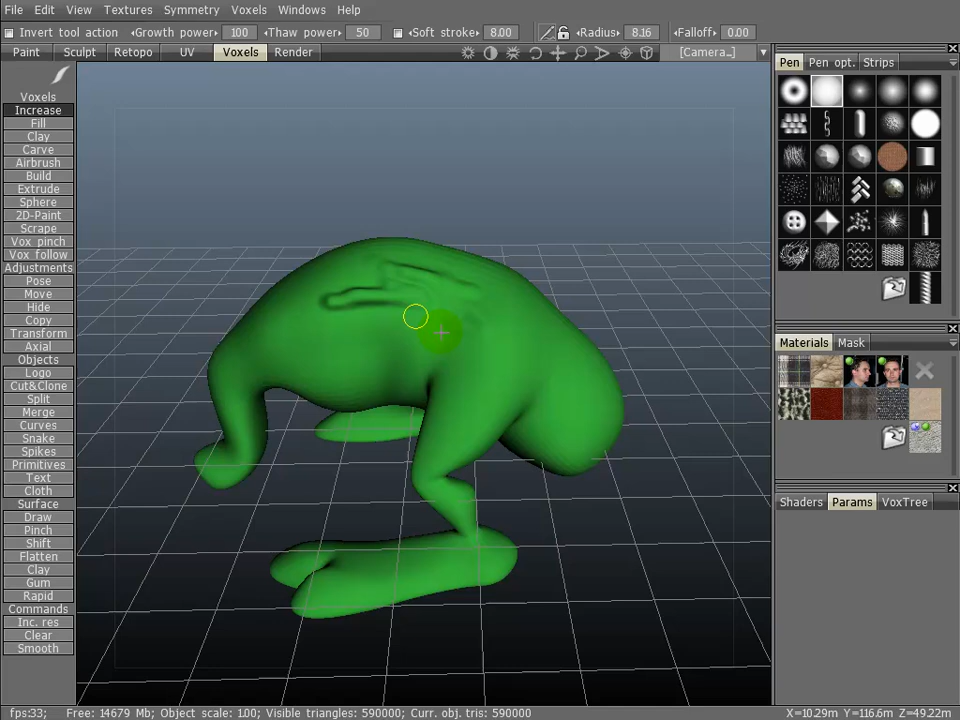 File Edit View Textures Symmetry Voxels Windows Help
Invert tool action Growth power 100 Thaw power 50 Soft stroke 8.00 Radius 8.16 Falloff 0.00
Paint Sculpt Retopo UV Voxels Render [Camera...]
Pen Pen opt. Strips
Voxels
Increase
Fill
Clay
Carve
Airbrush
Build
Extrude
Sphere
2D-Paint
Scrape
Vox pinch
Vox follow
Adjustments
Pose
Move
Hide
Copy
Transform
Axial
Objects
Logo
Cut&Clone
Split
Merge
Curves
Snake
Spikes
Primitives
Text
Cloth
Surface
Draw
Pinch
Shift
Flatten
Clay
Gum
Rapid
Commands
Inc. res
Clear
Smooth
Materials Mask
Shaders Params VoxTree
fps:33; Free: 14679 Mb; Object scale: 1.00; Visible triangles: 590000; Curr. obj. tris: 590000 X=10.29m Y=116.6m Z=49.22m